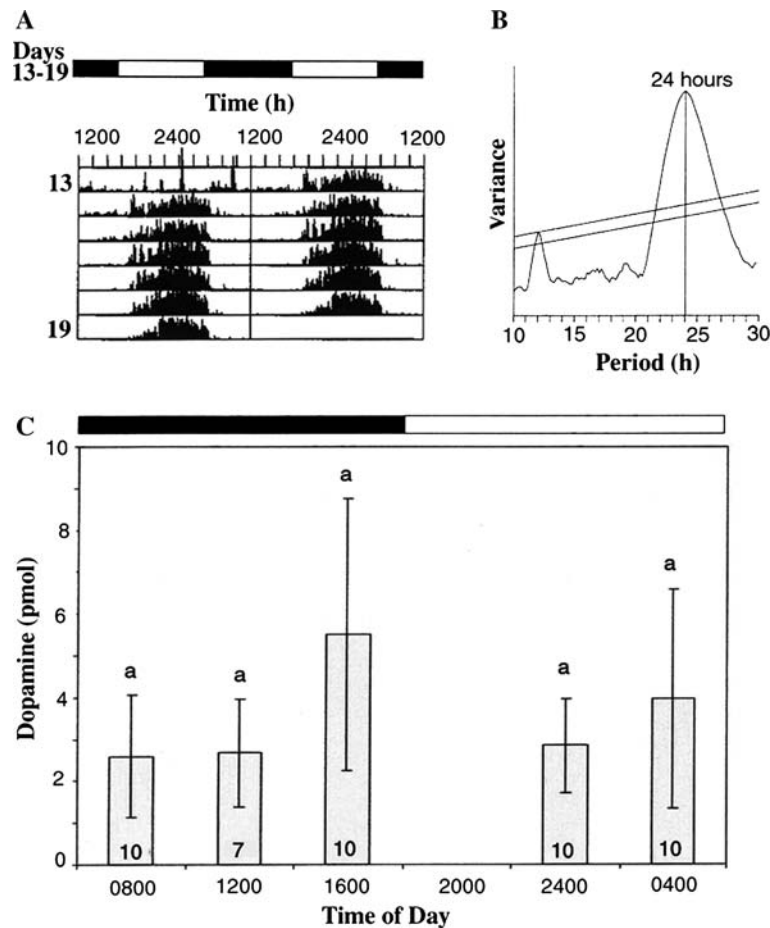 A
Days
13-19
Time (h)
1200 2400 1200 2400 1200
13
19
B
24 hours
Variance
10 15 20 25 30
Period (h)
C
10
8
6
4
2
0
Dopamine (pmol)
a a a a a
10 7 10 10 10
0800 1200 1600 2000 2400 0400
Time of Day